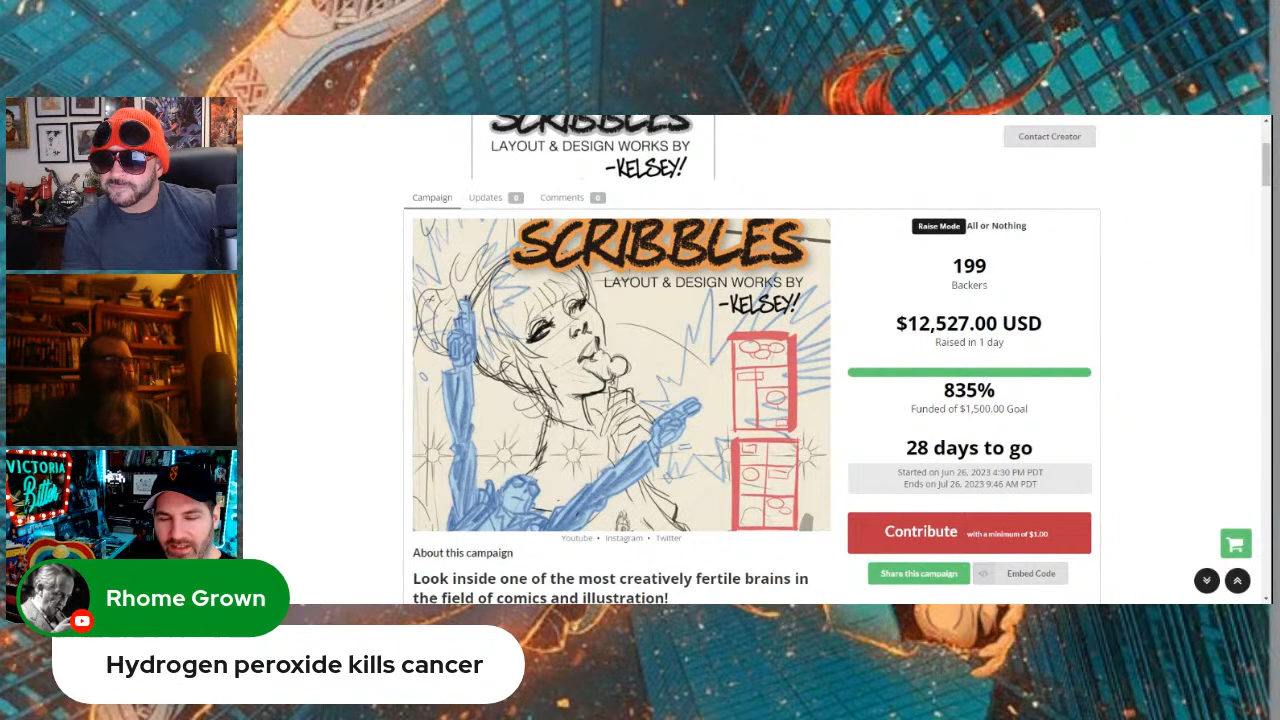 SCRIBBLES
LAYOUT & DESIGN WORKS BY
-KELSEY!
Contact Creator
Campaign Updates 0 Comments 0
SCRIBBLES
LAYOUT & DESIGN WORKS BY
-KELSEY!
Raise Mode All or Nothing
199
Backers
$12,527.00 USD
Raised in 1 day
835%
Funded of $1,500.00 Goal
28 days to go
Started on Jun 26, 2023 4:30 PM PDT
Ends on Jul 26, 2023 9:46 AM PDT
Contribute with a minimum of $1.00
Share this campaign </> Embed Code
Youtube • Instagram • Twitter
About this campaign
Look inside one of the most creatively fertile brains in
the field of comics and illustration!
VICTORIA
Bitter
Rhome Grown
Hydrogen peroxide kills cancer